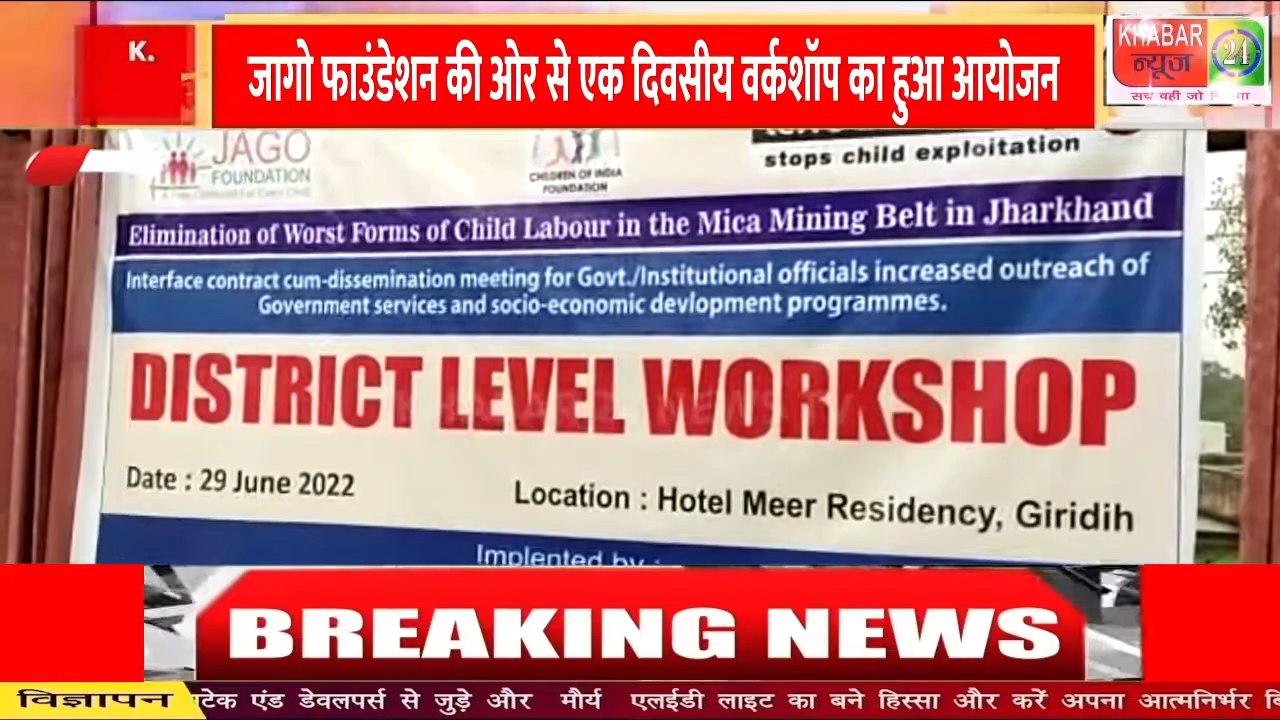 K.
जागो फाउंडेशन की ओर से एक दिवसीय वर्कशॉप का हुआ आयोजन
KHABAR
न्यूज
24
सच वही जो
JAGO
FOUNDATION
CHILDREN OF INDIA
FOUNDATION
stops child exploitation
Elimination of Worst Forms of Child Labour in the Mica Mining Belt in Jharkhand
Interface contract cum-dissemination meeting for Govt./Institutional officials increased outreach of
Government services and socio-economic devlopment programmes.
DISTRICT LEVEL WORKSHOP
Date : 29 June 2022
Location : Hotel Meer Residency, Giridih
Implented by :
BREAKING NEWS
विज्ञापन
टेक एंड डेवलपर्स से जुड़े और मौर्य एलईडी लाइट का बने हिस्सा और करें अपना आत्मनिर्भर